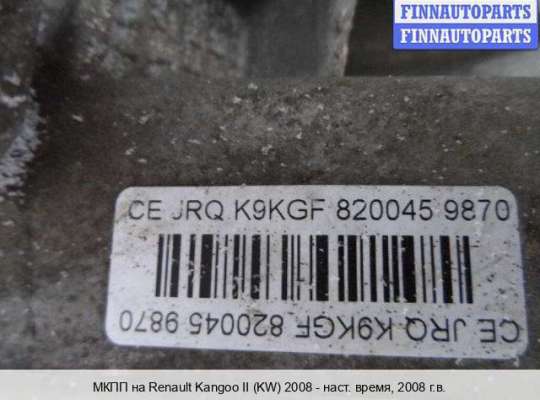 FINNAUTOPARTS
FINNAUTOPARTS
CE JRQ K9KGF 820045 9870
CE JRQ K9KGF 820045 9870
МКПП на Renault Kangoo II (KW) 2008 - наст. время, 2008 г.в.